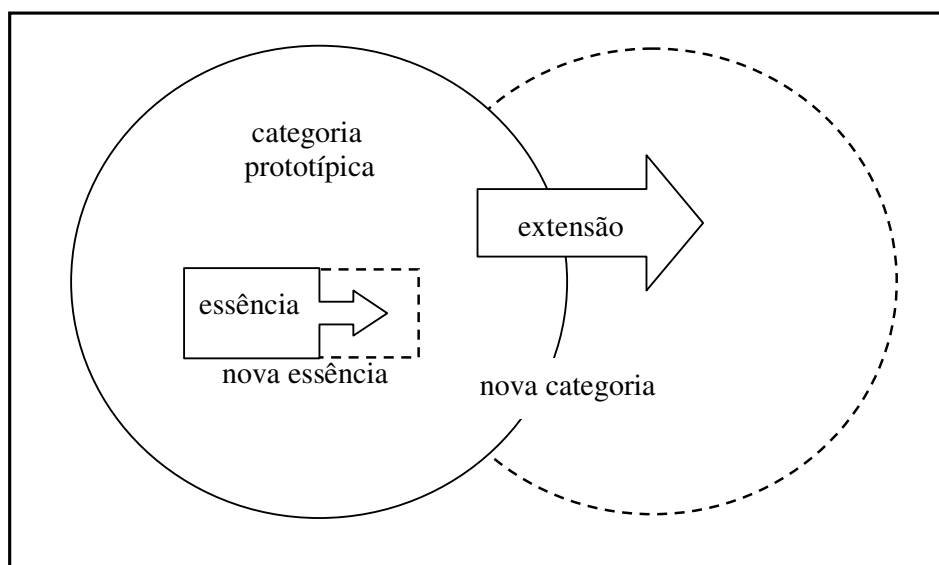 categoria
prototípica
extensão
essência
nova essência
nova categoria